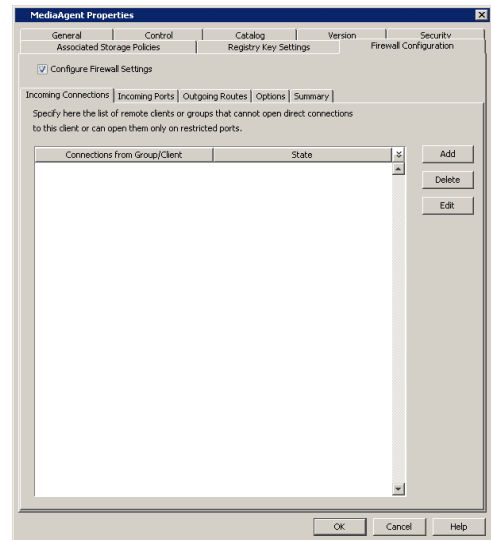 MediaAgent Properties
General Control Catalog Version Security
Associated Storage Policies Registry Key Settings Firewall Configuration
Configure Firewall Settings
Incoming Connections Incoming Ports Outgoing Routes Options Summary
Specify here the list of remote clients or groups that cannot open direct connections
to this client or can open them only on restricted ports.
Connections from Group/Client State
Add
Delete
Edit
OK Cancel Help